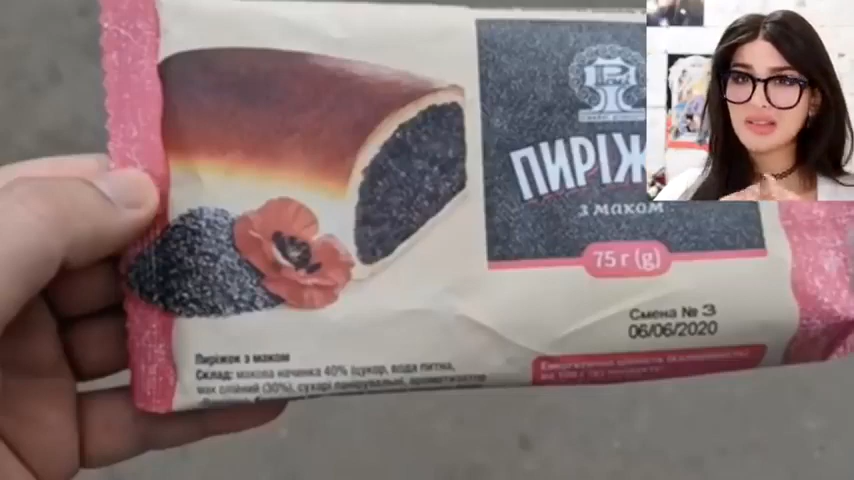 ПИРІЖ
з маком
75 г (g)
Смена № 3
06/06/2020
Пиріжок з маком
Склад: макова начинка 40% (цукор, вода питна,
мак олійний (30%), сухарі панірувальні, ароматизатор